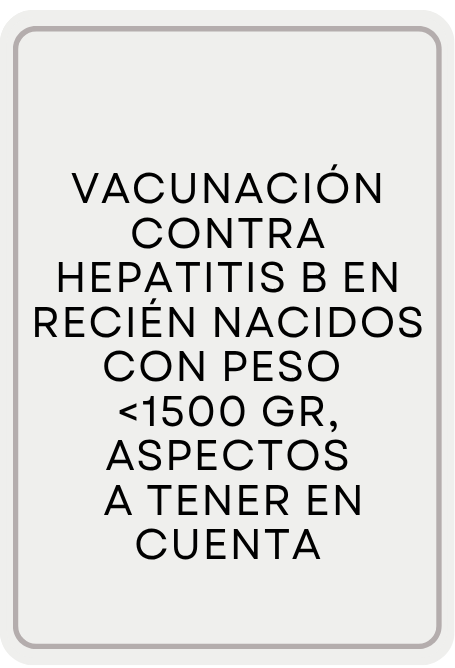 VACUNACIÓN
CONTRA
HEPATITIS B EN
RECIÉN NACIDOS
CON PESO
<1500 GR,
ASPECTOS
A TENER EN
CUENTA